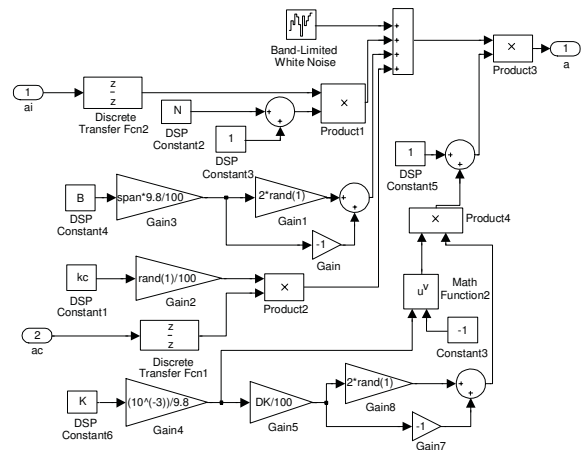 Band-Limited
White Noise
+
+
+
+
×
Product3
1
a
1
ai
z
z
Discrete
Transfer Fcn2
N
DSP
Constant2
1
DSP
Constant3
+
+
×
Product1
1
DSP
Constant5
+
+
B
DSP
Constant4
span*9.8/100
Gain3
2*rand(1)
Gain1
+
+
-1
Gain
×
Product4
kc
DSP
Constant1
rand(1)/100
Gain2
×
Product2
u^v
Math
Function2
-1
Constant3
2
ac
z
z
Discrete
Transfer Fcn1
K
DSP
Constant6
(10^(-3))/9.8
Gain4
DK/100
Gain5
2*rand(1)
Gain8
+
+
-1
Gain7